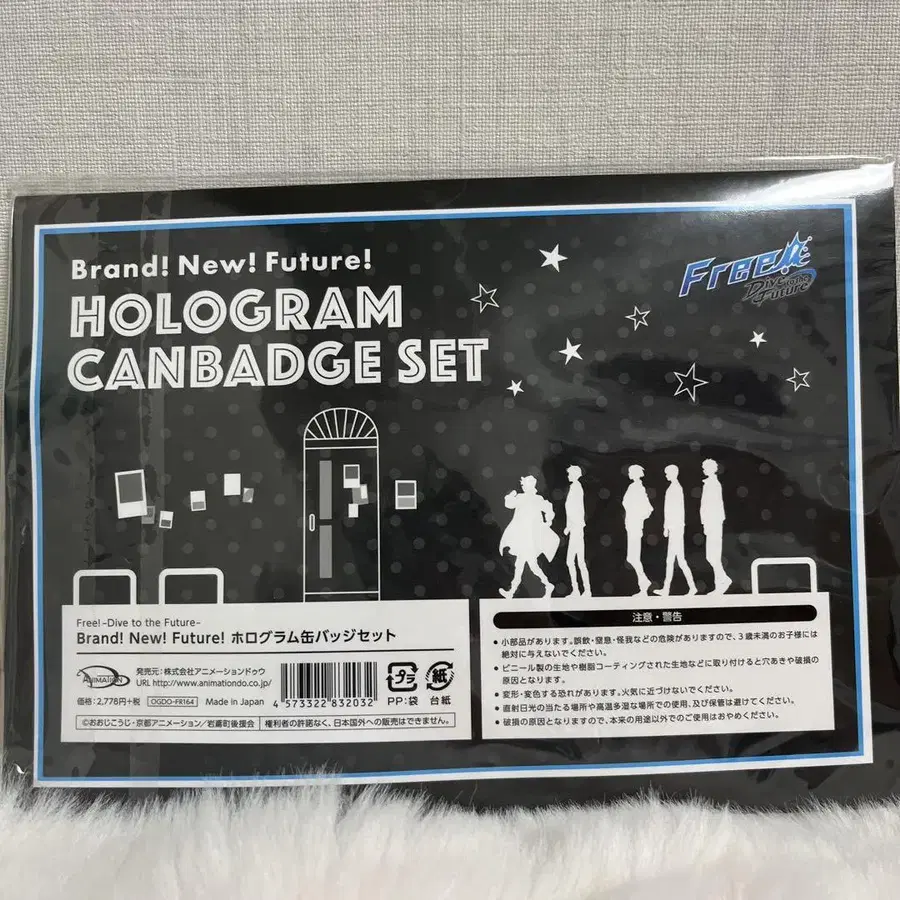 Brand! New! Future!
HOLOGRAM
CANBADGE SET
Free!
Dive to the
Future
Free! -Dive to the Future-
Brand! New! Future! ホログラム缶バッジセット
ANIMATION
発売元:株式会社アニメーションドゥウ
URL http://www.animationdo.co.jp/
価格:2,778円+税 OGDO-FR164 Made in Japan
4573322832032
プラ
PP:袋
紙
台紙
©おおじこうじ・京都アニメーション/岩鳶町後援会
権利者の許諾なく、日本国外への販売はできません。
注意・警告
• 小部品があります。誤飲・窒息・怪我などの危険がありますので、3歳未満のお子様には
絶対に与えないでください。
• ビニール製の生地や樹脂コーティングされた生地などに取り付けると穴あきや破損の
原因となります。
• 変形・変色する恐れがあります。火気に近づけないでください。
• 直射日光の当たる場所や高温多湿な場所での使用、及び保管は避けてください。
• 破損の原因となりますので、本来の用途以外でのご使用はおやめください。